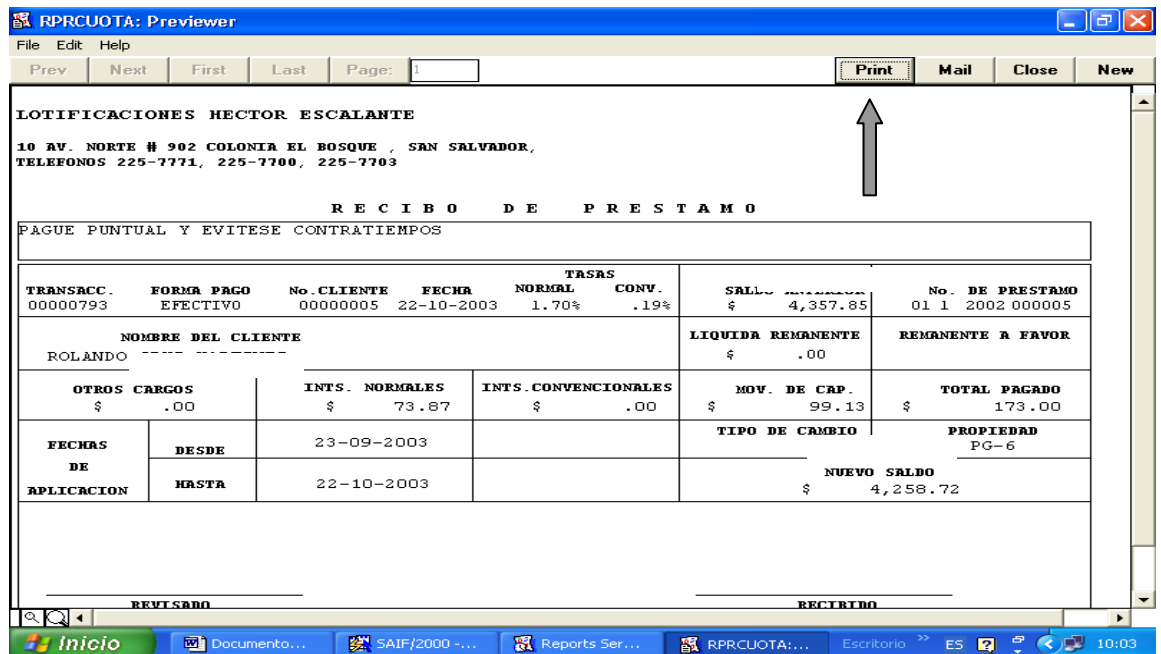 RPRCUOTA: Previewer
File Edit Help
Prev Next First Last Page: 1 Print Mail Close New
LOTIFICACIONES HECTOR ESCALANTE
10 AV. NORTE # 902 COLONIA EL BOSQUE , SAN SALVADOR,
TELEFONOS 225-7771, 225-7700, 225-7703
RECIBO DE PRESTAMO
PAGUE PUNTUAL Y EVITESE CONTRATIEMPOS
TASAS
TRANSACC. FORMA PAGO No.CLIENTE FECHA NORMAL CONV. No. DE PRESTAMO
00000793 EFECTIVO 00000005 22-10-2003 1.70% .19% $ 4,357.85 01 1 2002 000005
NOMBRE DEL CLIENTE LIQUIDA REMANENTE REMANENTE A FAVOR
ROLANDO $ .00
OTROS CARGOS INTS. NORMALES INTS.CONVENCIONALES MOV. DE CAP. TOTAL PAGADO
$ .00 $ 73.87 $ .00 $ 99.13 $ 173.00
FECHAS DESDE 23-09-2003 TIPO DE CAMBIO PROPIEDAD
PG-6
DE
APLICACION HASTA 22-10-2003 NUEVO SALDO
$ 4,258.72
REVISADO RECIBIDO
Inicio Documento... SAIF/2000 -... Reports Ser... RPRCUOTA:... Escritorio » ES 10:03